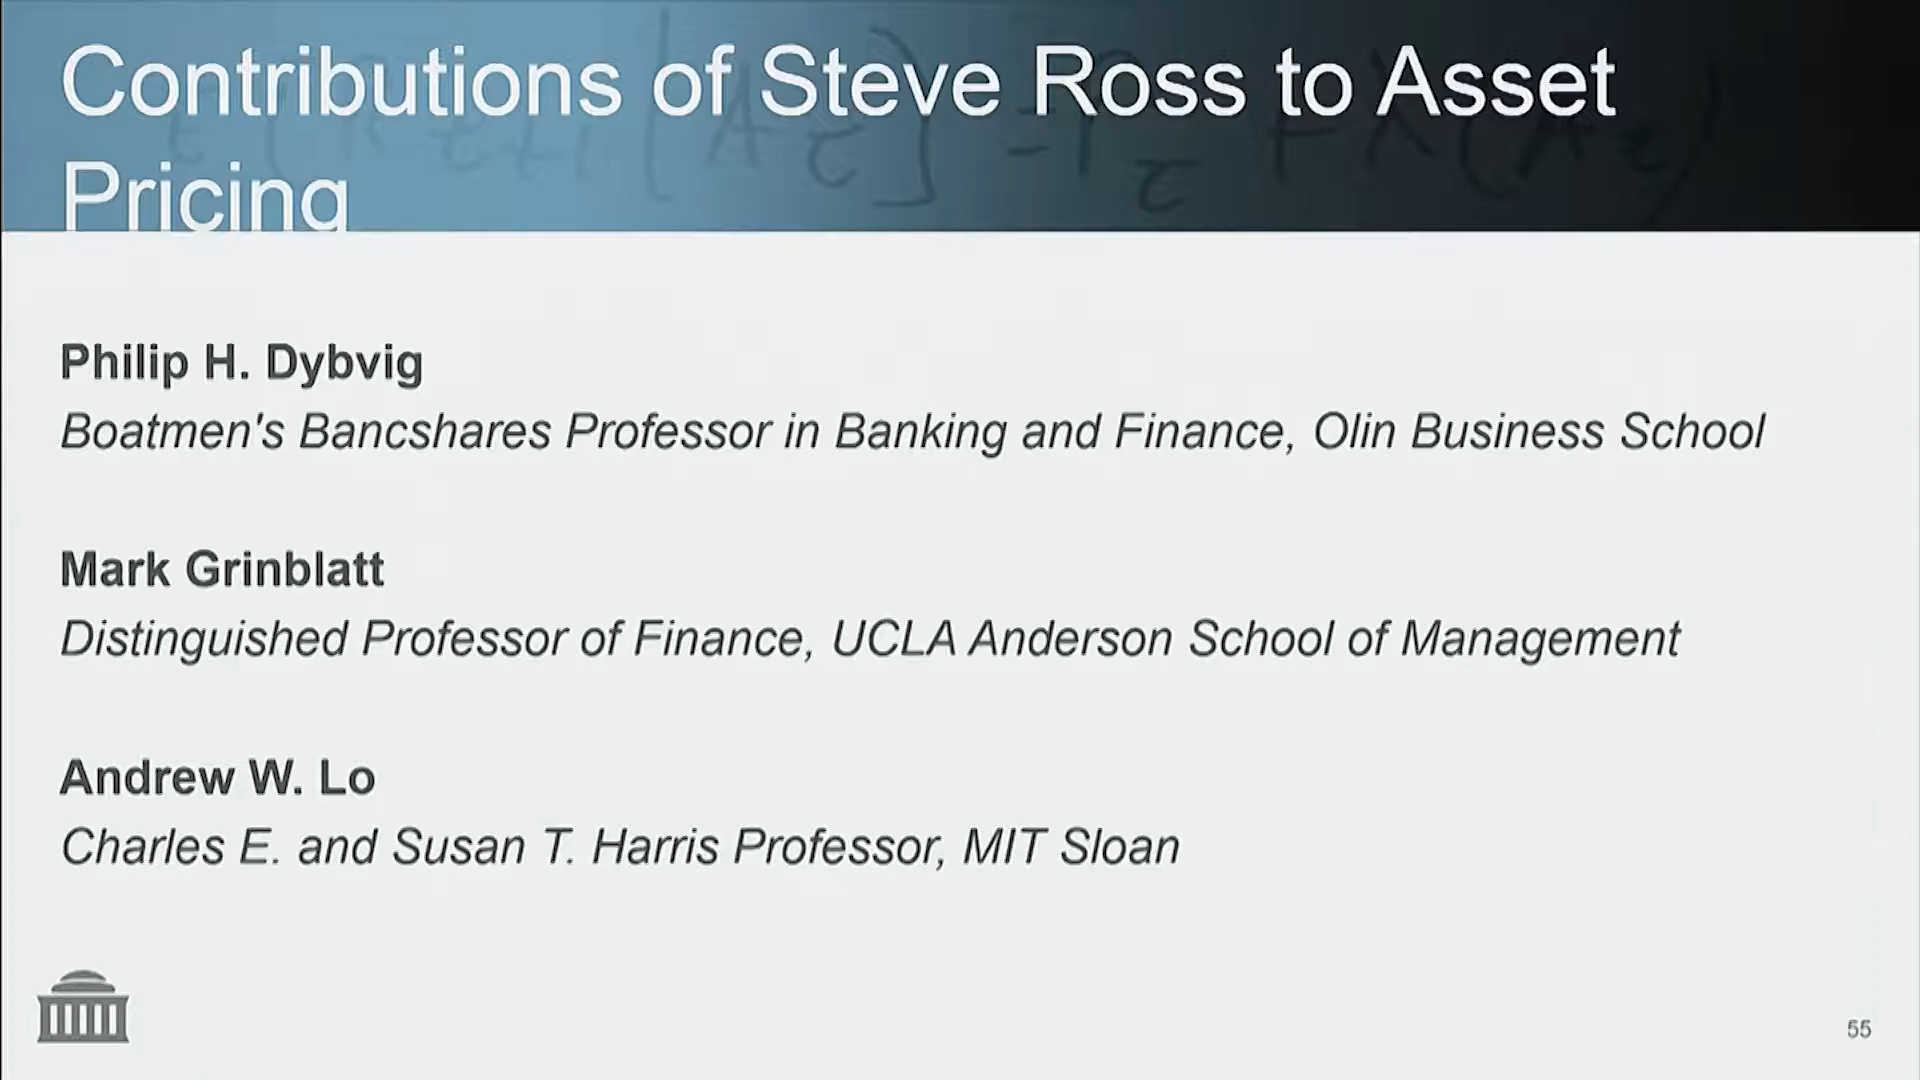 Contributions of Steve Ross to Asset
Pricing
Philip H. Dybvig
Boatmen's Bancshares Professor in Banking and Finance, Olin Business School
Mark Grinblatt
Distinguished Professor of Finance, UCLA Anderson School of Management
Andrew W. Lo
Charles E. and Susan T. Harris Professor, MIT Sloan
55